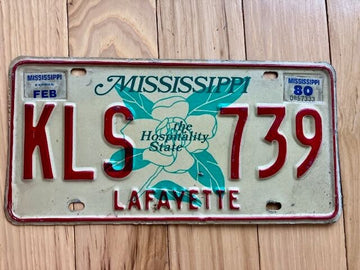 MISSISSIPPI
FEB
MISSISSIPPI
80
MISSISSIPPI
the
Hospitality
State
KLS 739
LAFAYETTE